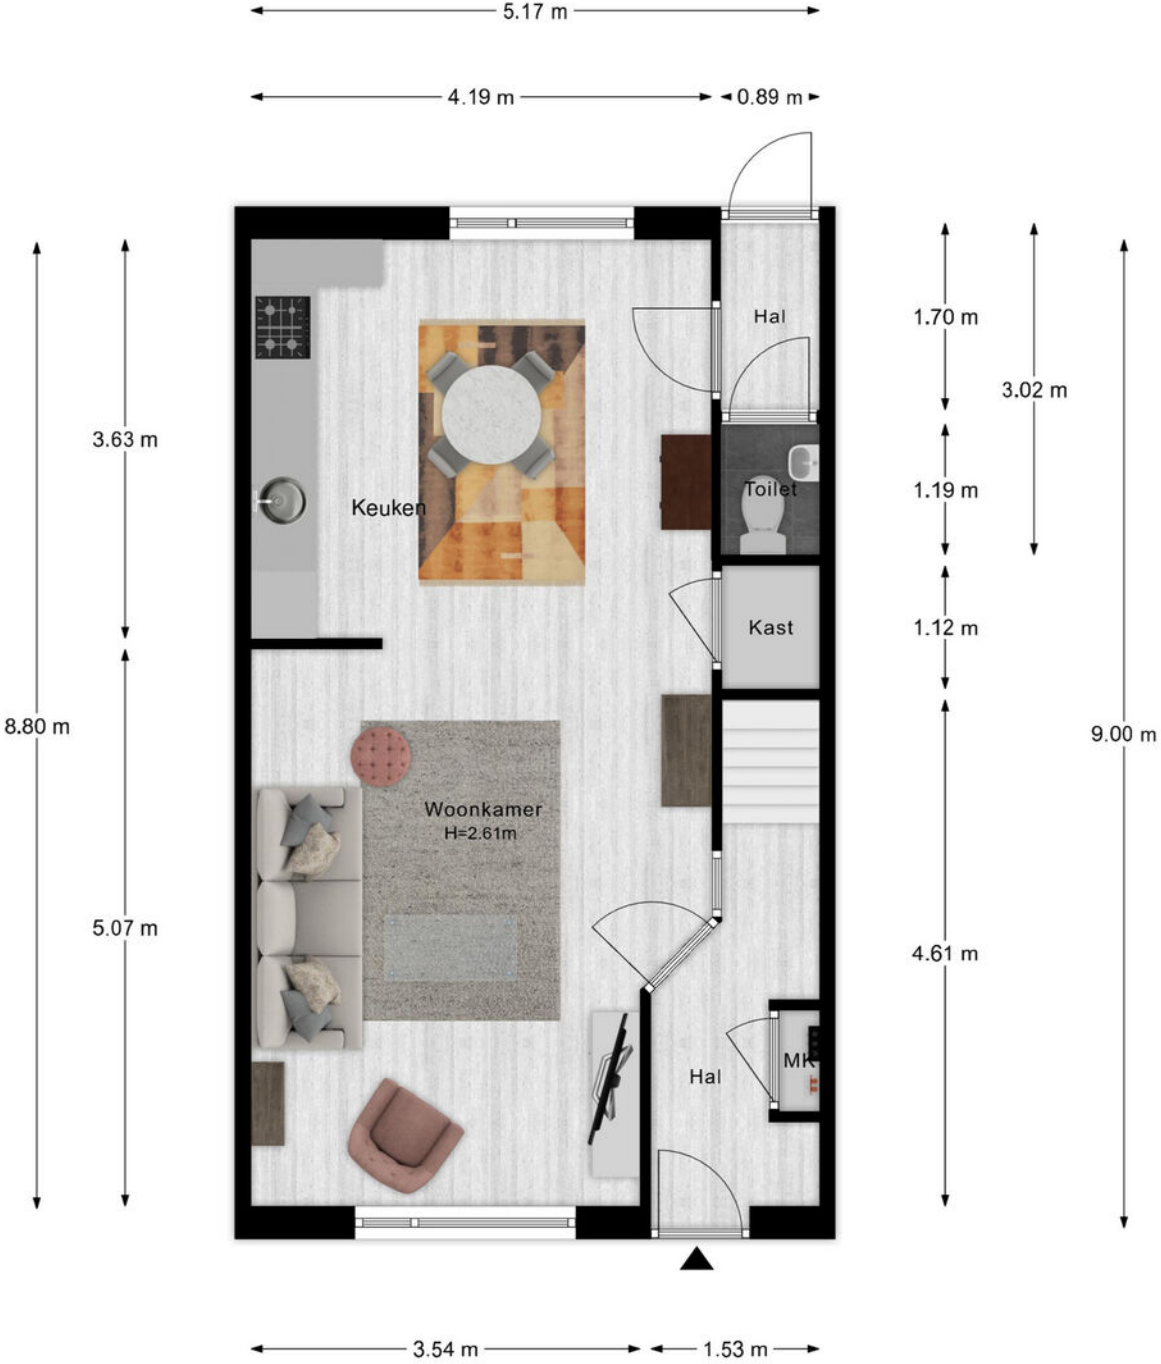 5.17 m
4.19 m
0.89 m
Hal
1.70 m
3.02 m
3.63 m
Toilet
1.19 m
Keuken
Kast
1.12 m
8.80 m
9.00 m
Woonkamer
H=2.61m
5.07 m
4.61 m
MK
Hal
3.54 m
1.53 m